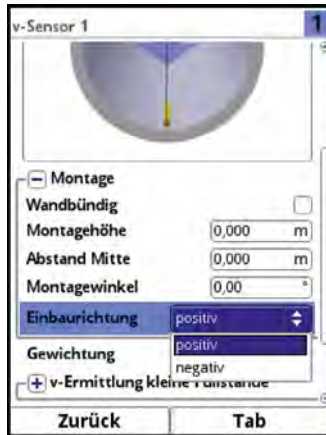 v-Sensor 1 1
Montage
Wandbündig
Montagehöhe 0,000 m
Abstand Mitte 0,000 m
Montagewinkel 0,00 °
Einbaurichtung positiv
positiv
Gewichtung
negativ
v-Ermittlung kleine Füllstände
Zurück Tab